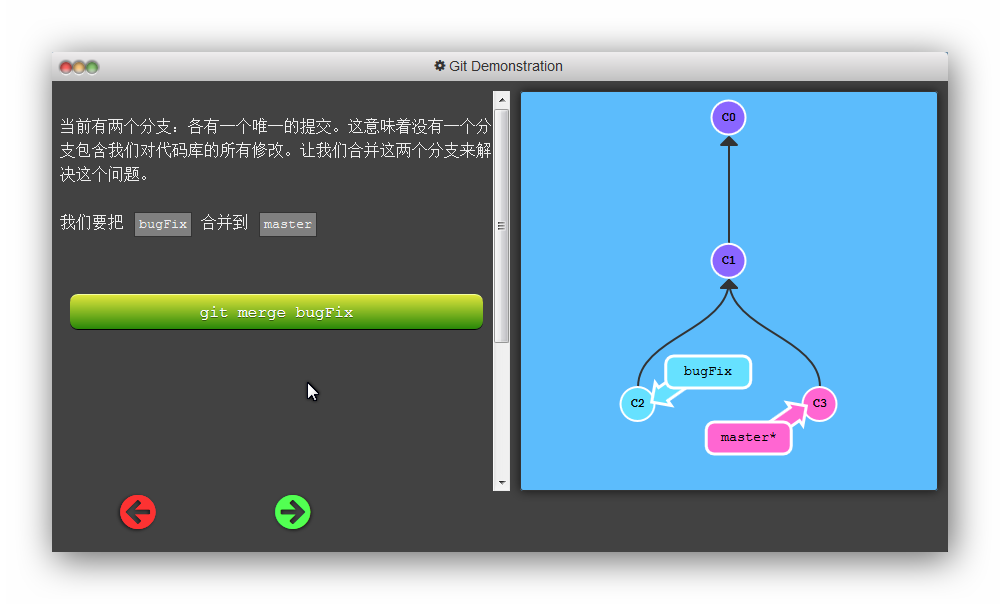 Git Demonstration
当前有两个分支：各有一个唯一的提交。这意味着没有一个分
支包含我们对代码库的所有修改。让我们合并这两个分支来解
决这个问题。
我们要把 bugFix 合并到 master
git merge bugFix
C0
C1
bugFix
C2
C3
master*